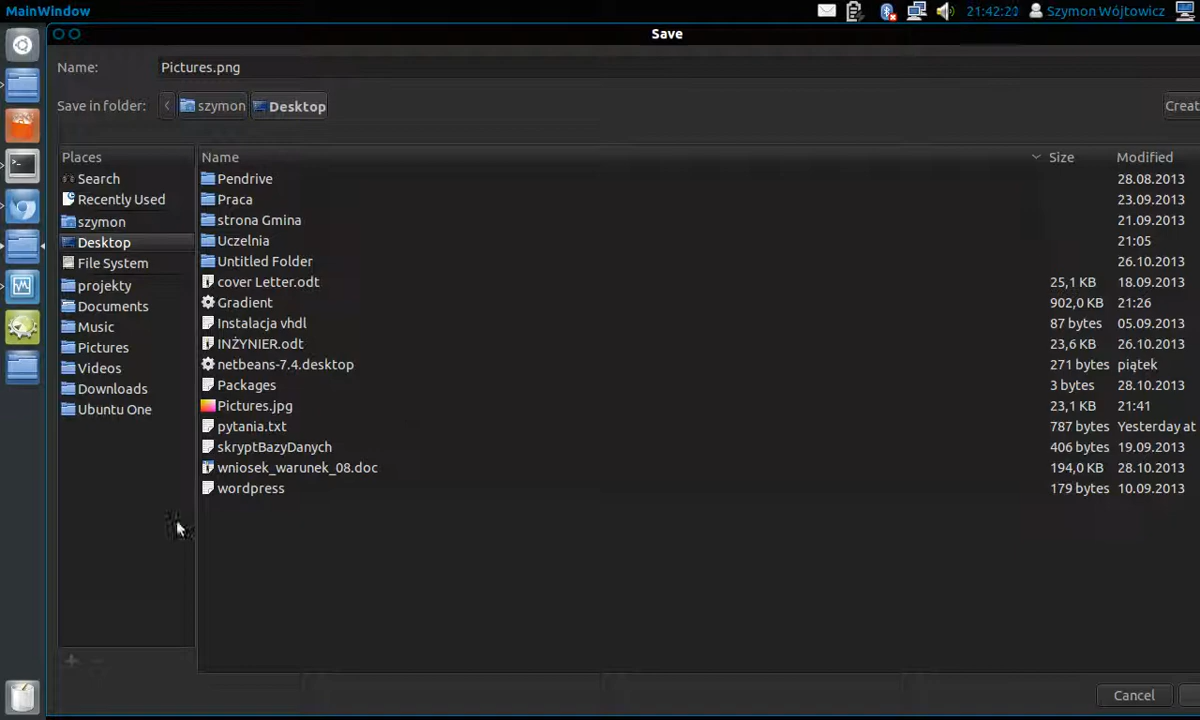 MainWindow 21:42:20 Szymon Wójtowicz
Save
Name: Pictures.png
Save in folder: szymon Desktop Creat
Places Name Size Modified
Search Pendrive 28.08.2013
Recently Used Praca 23.09.2013
szymon strona Gmina 21.09.2013
Desktop Uczelnia 21:05
File System Untitled Folder 26.10.2013
projekty cover Letter.odt 25,1 KB 18.09.2013
Documents Gradient 902,0 KB 21:26
Music Instalacja vhdl 87 bytes 05.09.2013
Pictures INŻYNIER.odt 23,6 KB 26.10.2013
Videos netbeans-7.4.desktop 271 bytes piątek
Downloads Packages 3 bytes 28.10.2013
Ubuntu One Pictures.jpg 23,1 KB 21:41
pytania.txt 787 bytes Yesterday at
skryptBazyDanych 406 bytes 19.09.2013
wniosek_warunek_08.doc 194,0 KB 28.10.2013
wordpress 179 bytes 10.09.2013
Cancel